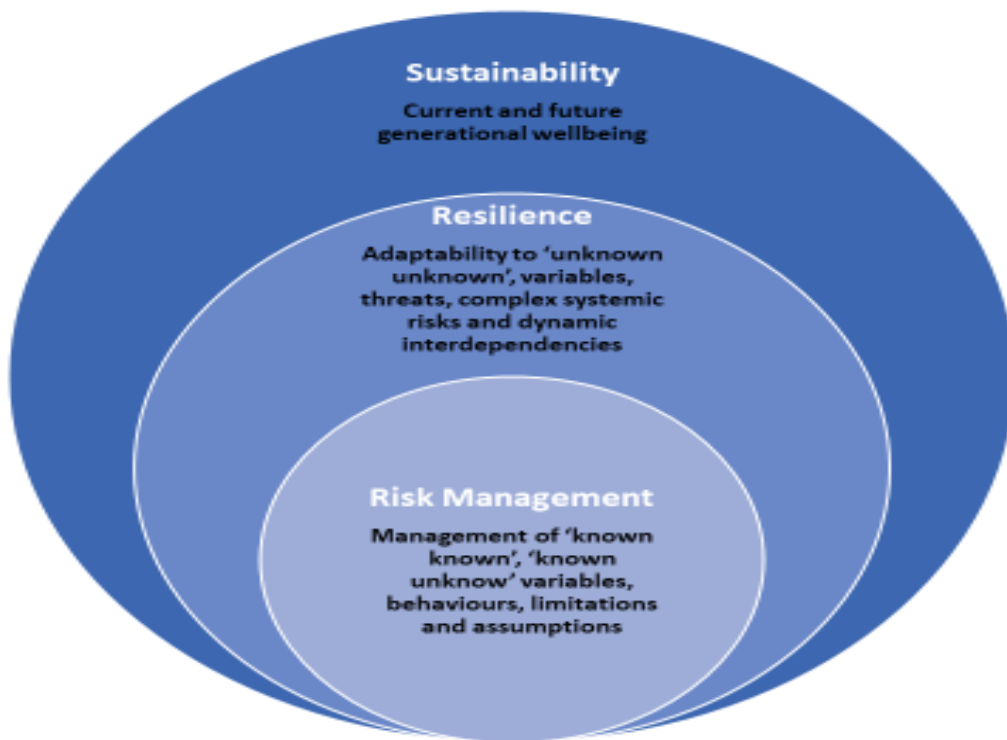 Sustainability
Current and future
generational wellbeing
Resilience
Adaptability to ‘unknown
unknown’, variables,
threats, complex systemic
risks and dynamic
interdependencies
Risk Management
Management of ‘known
known’, ‘known
unknow’ variables,
behaviours, limitations
and assumptions